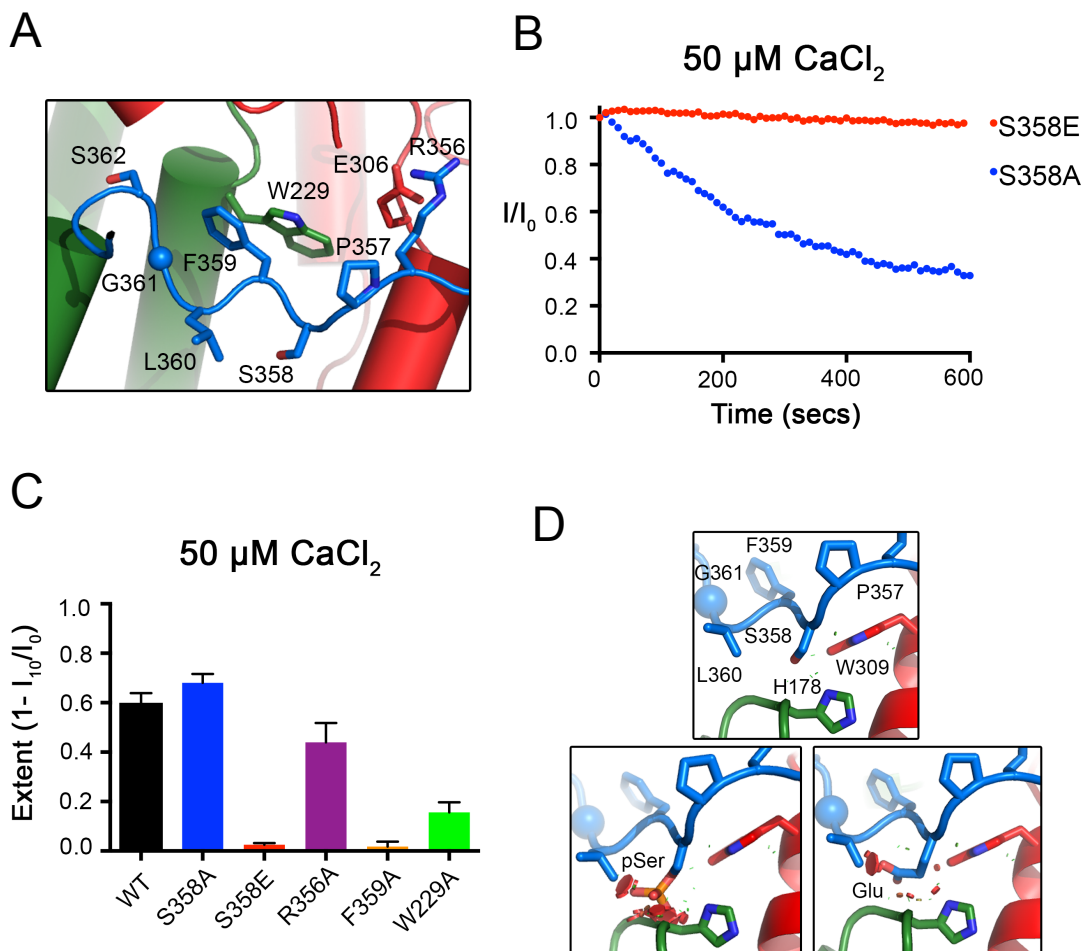 A
S362
W229
E306
R356
P357
F359
G361
L360
S358
B
50 µM CaCl2
1.0
0.8
0.6
0.4
0.2
0.0
I/I0
0
200
400
600
Time (secs)
S358E
S358A
C
50 µM CaCl2
Extent (1- I10/I0)
1.0
0.8
0.6
0.4
0.2
0.0
WT
S358A
S358E
R356A
F359A
W229A
D
F359
G361
P357
S358
W309
L360
H178
pSer
Glu